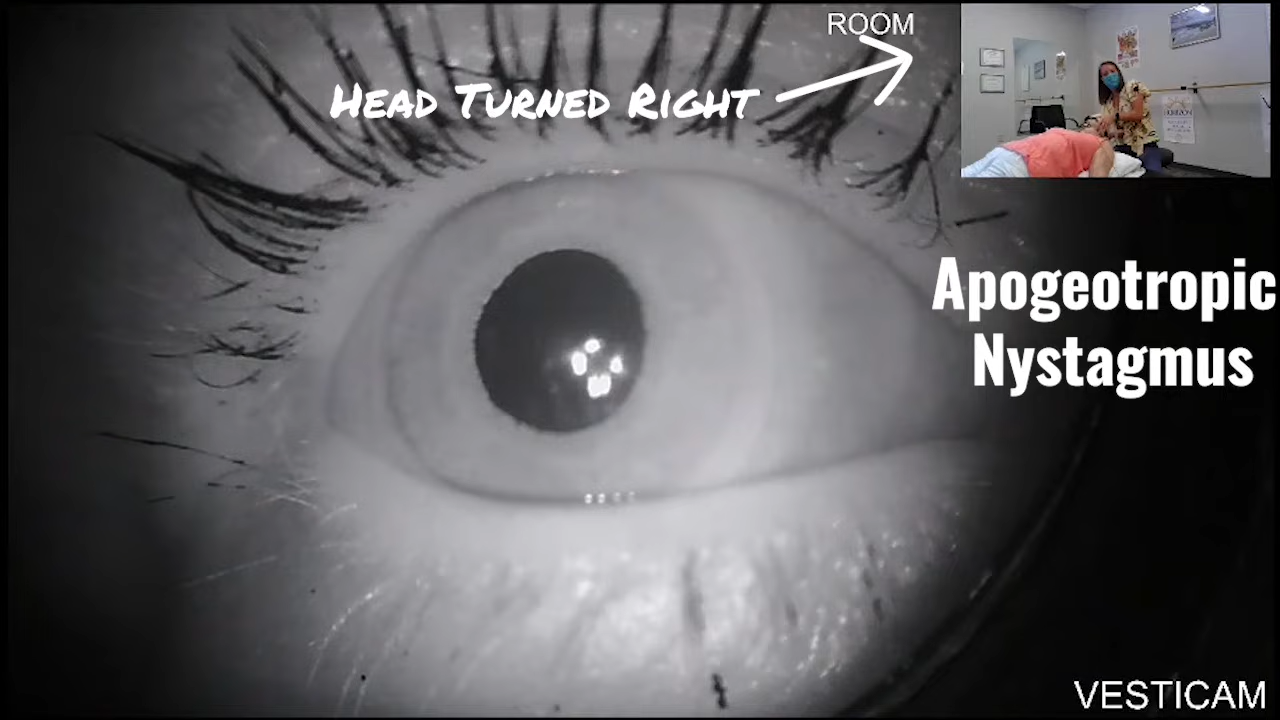 ROOM
HEAD TURNED RIGHT
Apogeotropic
Nystagmus
VESTICAM